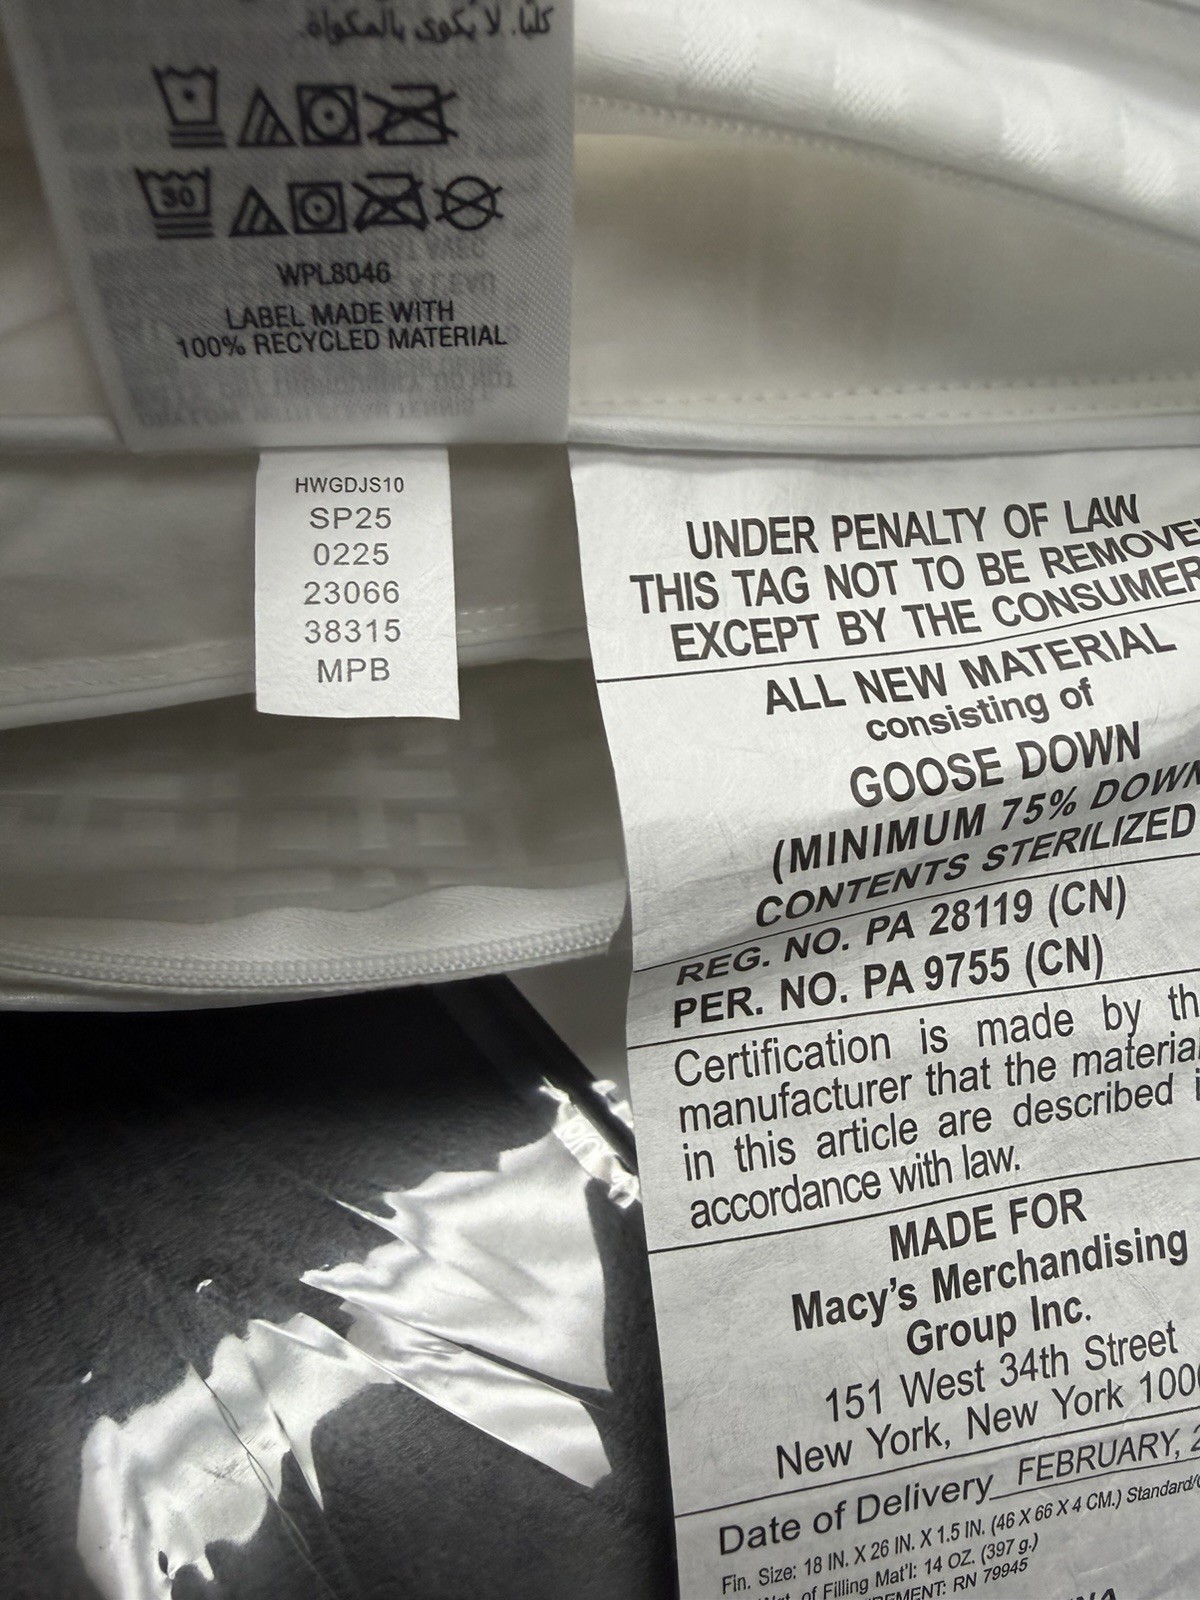 كليًا. لا يكوى بالمكواة.
30
WPL8046
LABEL MADE WITH
100% RECYCLED MATERIAL
HWGDJS10
SP25
0225
23066
38315
MPB
UNDER PENALTY OF LAW
THIS TAG NOT TO BE REMOVE
EXCEPT BY THE CONSUMER
ALL NEW MATERIAL
consisting of
GOOSE DOWN
(MINIMUM 75% DOWN
CONTENTS STERILIZED
REG. NO. PA 28119 (CN)
PER. NO. PA 9755 (CN)
Certification is made by th
manufacturer that the material
in this article are described i
accordance with law.
MADE FOR
Macy's Merchandising
Group Inc.
151 West 34th Street
New York, New York 100
Date of Delivery FEBRUARY, 2
Fin. Size: 18 IN. X 26 IN. X 1.5 IN. (46 X 66 X 4 CM.) Standard/
of Filling Mat'l: 14 OZ. (397 g.)
EMENT: RN 79945